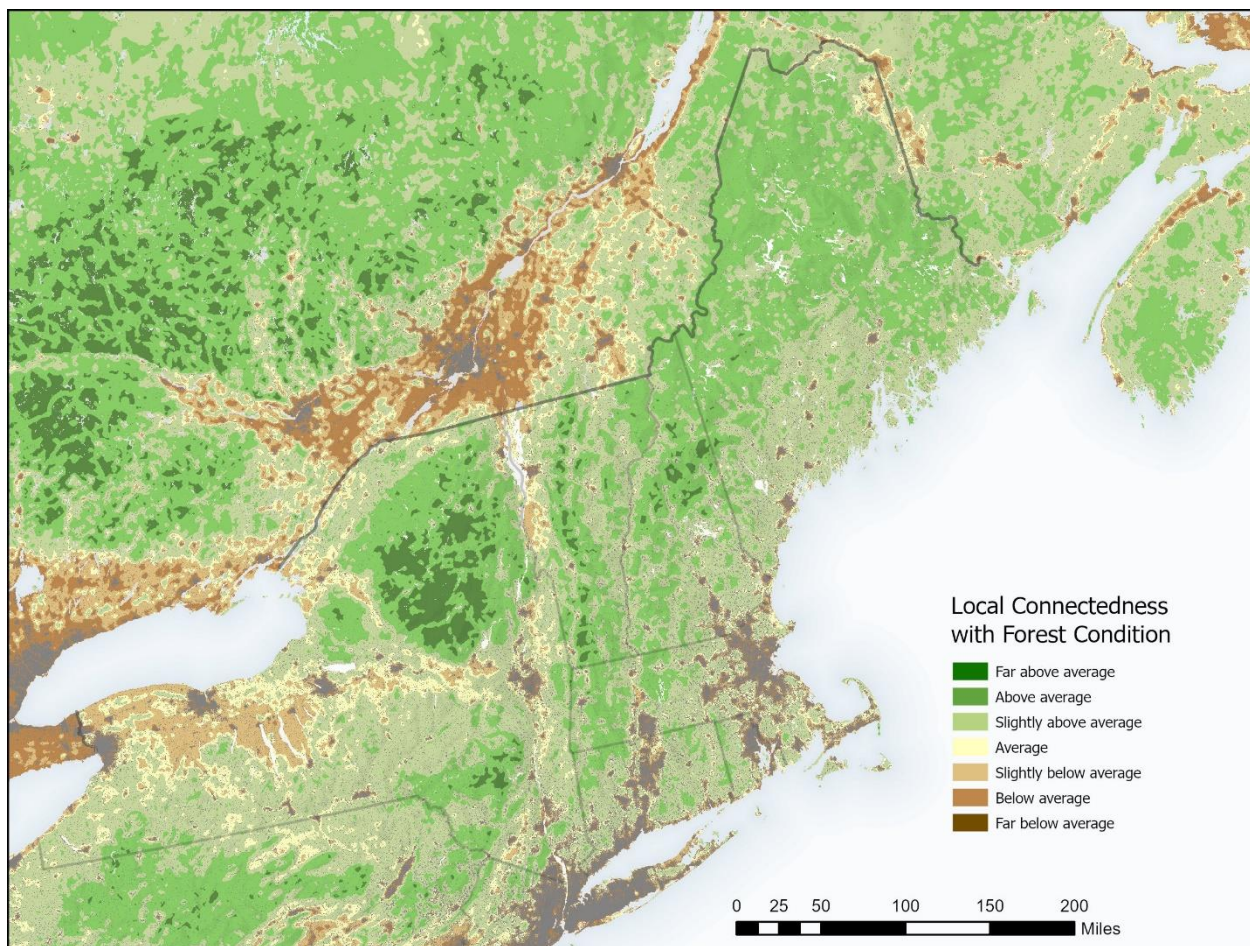 Local Connectedness
with Forest Condition
Far above average
Above average
Slightly above average
Average
Slightly below average
Below average
Far below average
0 25 50 100 150 200
Miles